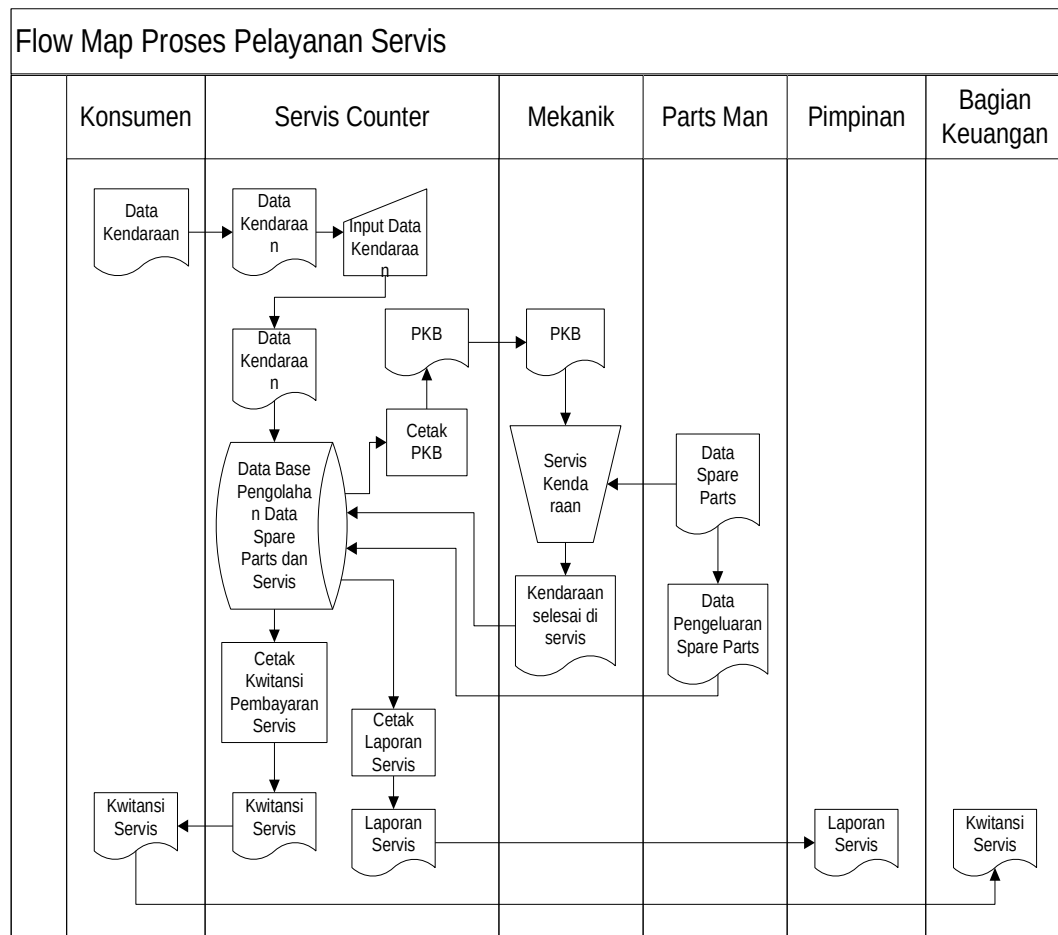 Flow Map Proses Pelayanan Servis
Konsumen
Servis Counter
Mekanik
Parts Man
Pimpinan
Bagian
Keuangan
Data
Kendaraan
Data
Kendaraa
n
Input Data
Kendaraa
n
Data
Kendaraa
n
PKB
PKB
Cetak
PKB
Data Base
Pengolaha
n Data
Spare
Parts dan
Servis
Servis
Kenda
raan
Data
Spare
Parts
Kendaraan
selesai di
servis
Data
Pengeluaran
Spare Parts
Cetak
Kwitansi
Pembayaran
Servis
Cetak
Laporan
Servis
Kwitansi
Servis
Kwitansi
Servis
Laporan
Servis
Laporan
Servis
Kwitansi
Servis